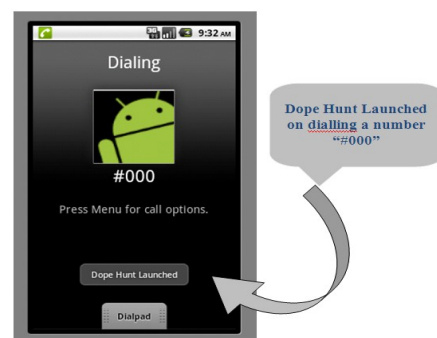 9:32 AM
Dialing
#000
Press Menu for call options.
Dope Hunt Launched
Dialpad
Dope Hunt Launched
on dialling a number
“#000”